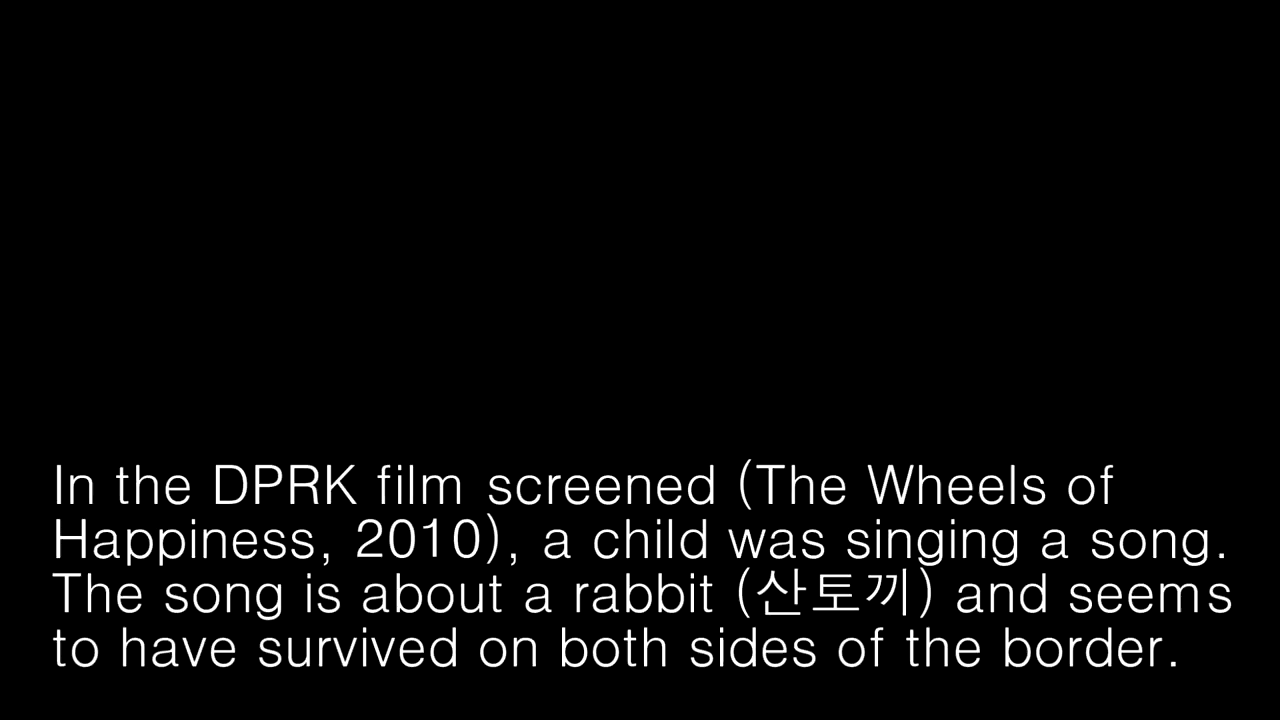 In the DPRK film screened (The Wheels of
Happiness, 2010), a child was singing a song.
The song is about a rabbit (산토끼) and seems
to have survived on both sides of the border.